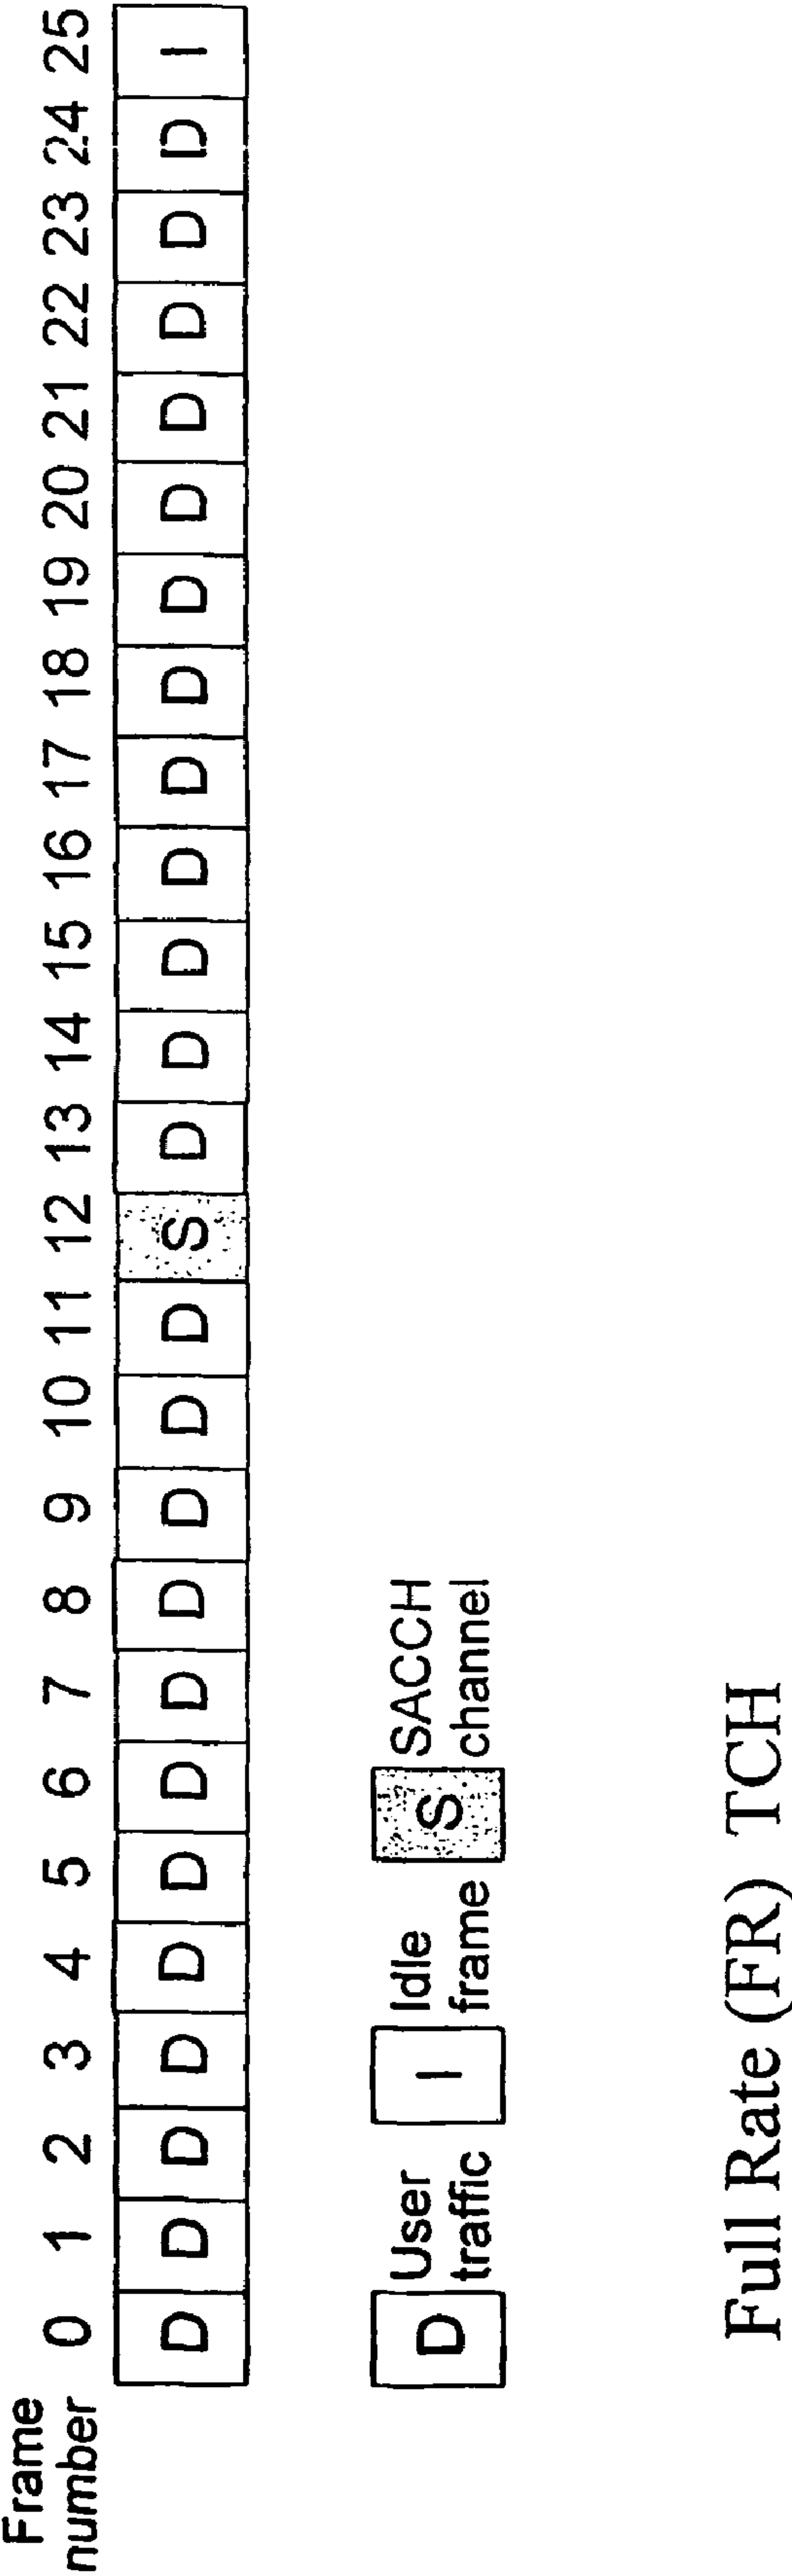 Frame
number
0 1 2 3 4 5 6 7 8 9 10 11 12 13 14 15 16 17 18 19 20 21 22 23 24 25
D D D D D D D D D D D D S D D D D D D D D D D D D I
D User
traffic
I Idle
frame
S SACCH
channel
Full Rate (FR) TCH